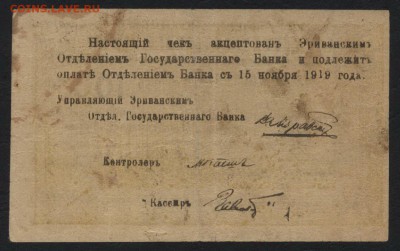 COINS.LAVE.RU
Настоящій чекъ акцептованъ Эриванскимъ
Отдѣленіемъ Государственнаго Банка и подлежитъ
оплатѣ Отдѣленіемъ Банка съ 15 ноября 1919 года.
Управляющій Эриванскимъ
Отдѣл. Государственнаго Банка
Контролеръ
Кассиръ